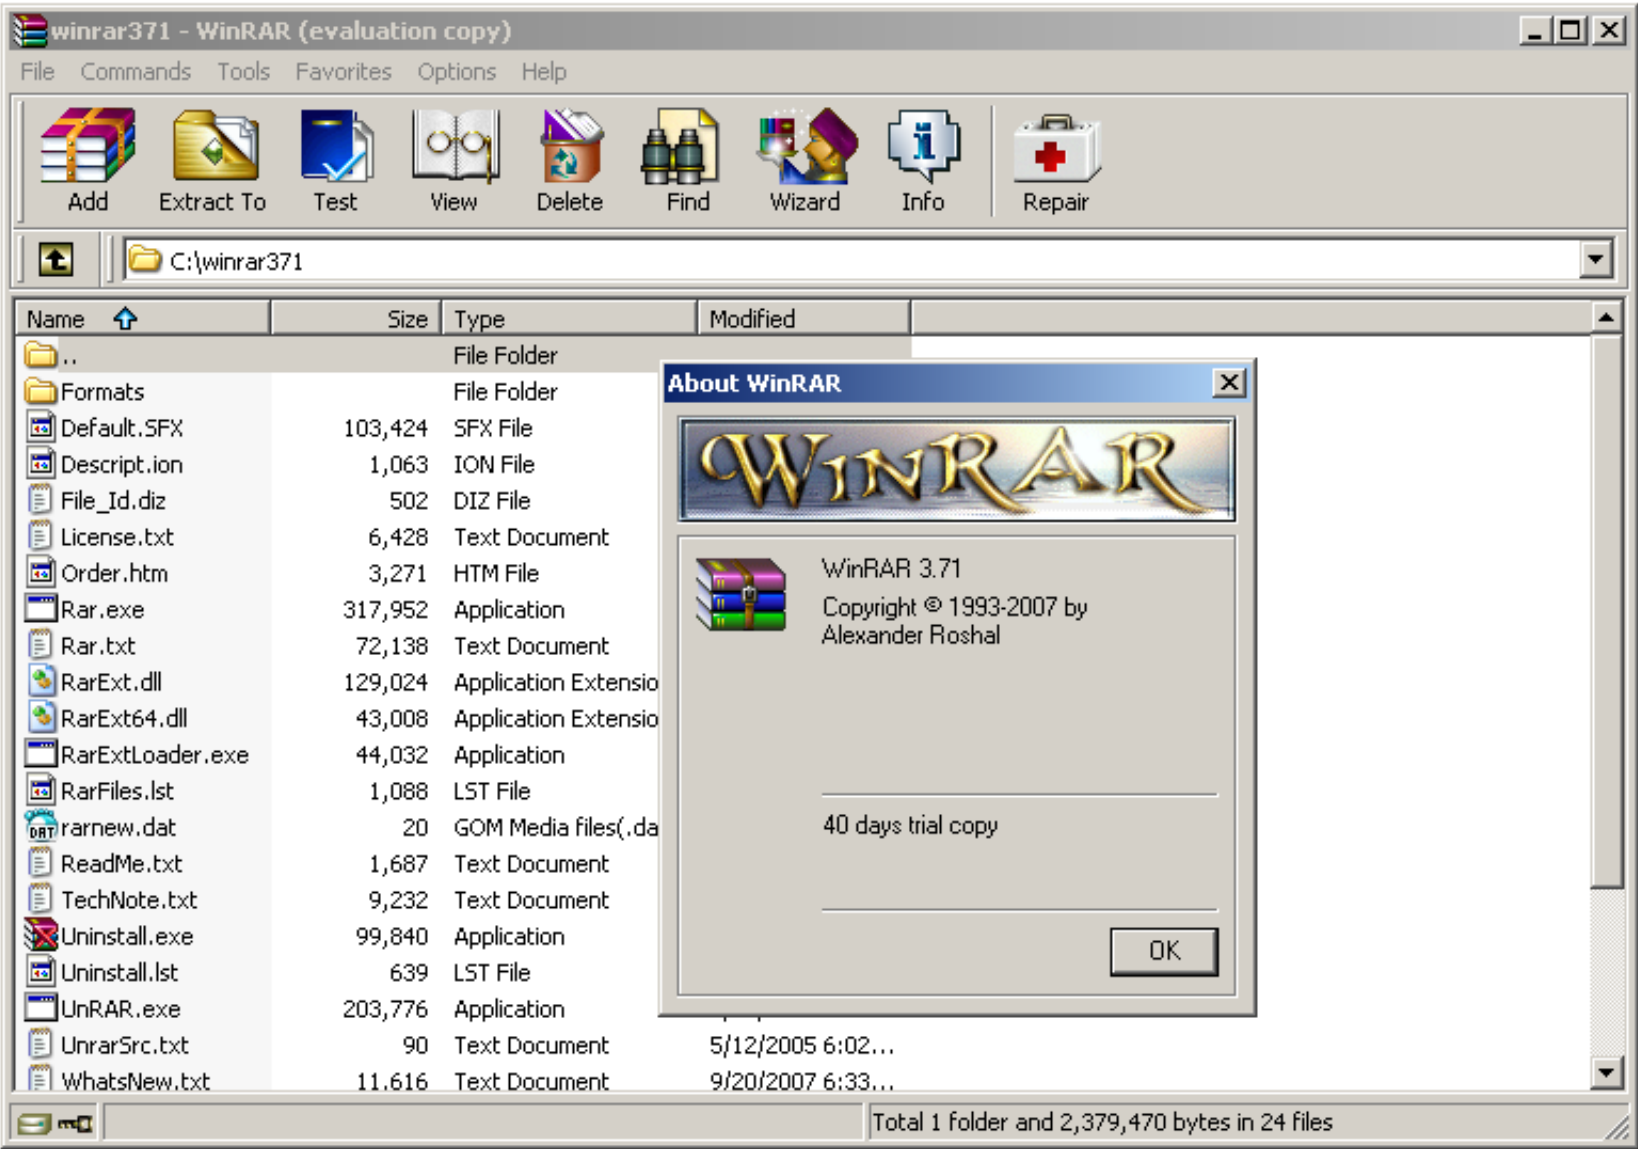 winrar371 - WinRAR (evaluation copy)
File Commands Tools Favorites Options Help
Add Extract To Test View Delete Find Wizard Info Repair
C:\winrar371
Name Size Type Modified
.. File Folder
Formats File Folder
Default.SFX 103,424 SFX File
Descript.ion 1,063 ION File
File_Id.diz 502 DIZ File
License.txt 6,428 Text Document
Order.htm 3,271 HTM File
Rar.exe 317,952 Application
Rar.txt 72,138 Text Document
RarExt.dll 129,024 Application Extensio
RarExt64.dll 43,008 Application Extensio
RarExtLoader.exe 44,032 Application
RarFiles.lst 1,088 LST File
DAT rarnew.dat 20 GOM Media files(.da
ReadMe.txt 1,687 Text Document
TechNote.txt 9,232 Text Document
Uninstall.exe 99,840 Application
Uninstall.lst 639 LST File
UnRAR.exe 203,776 Application
UnrarSrc.txt 90 Text Document 5/12/2005 6:02...
WhatsNew.txt 11,616 Text Document 9/20/2007 6:33...
About WinRAR
WINRAR
WinRAR 3.71
Copyright © 1993-2007 by
Alexander Roshal
40 days trial copy
OK
Total 1 folder and 2,379,470 bytes in 24 files